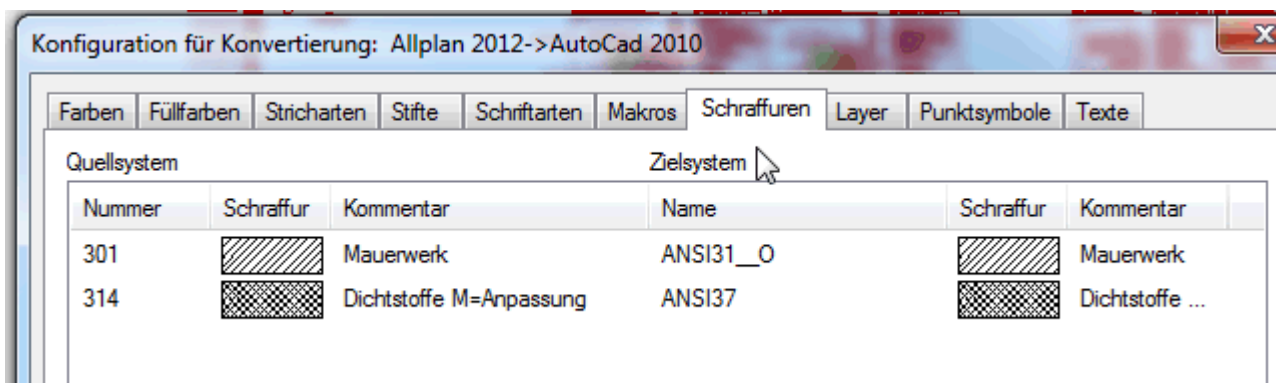 Konfiguration für Konvertierung: Allplan 2012->AutoCad 2010
Farben Füllfarben Stricharten Stifte Schriftarten Makros Schraffuren Layer Punktsymbole Texte
Quellsystem Zielsystem
Nummer Schraffur Kommentar Name Schraffur Kommentar
301 Mauerwerk ANSI31__O Mauerwerk
314 Dichtstoffe M=Anpassung ANSI37 Dichtstoffe ...